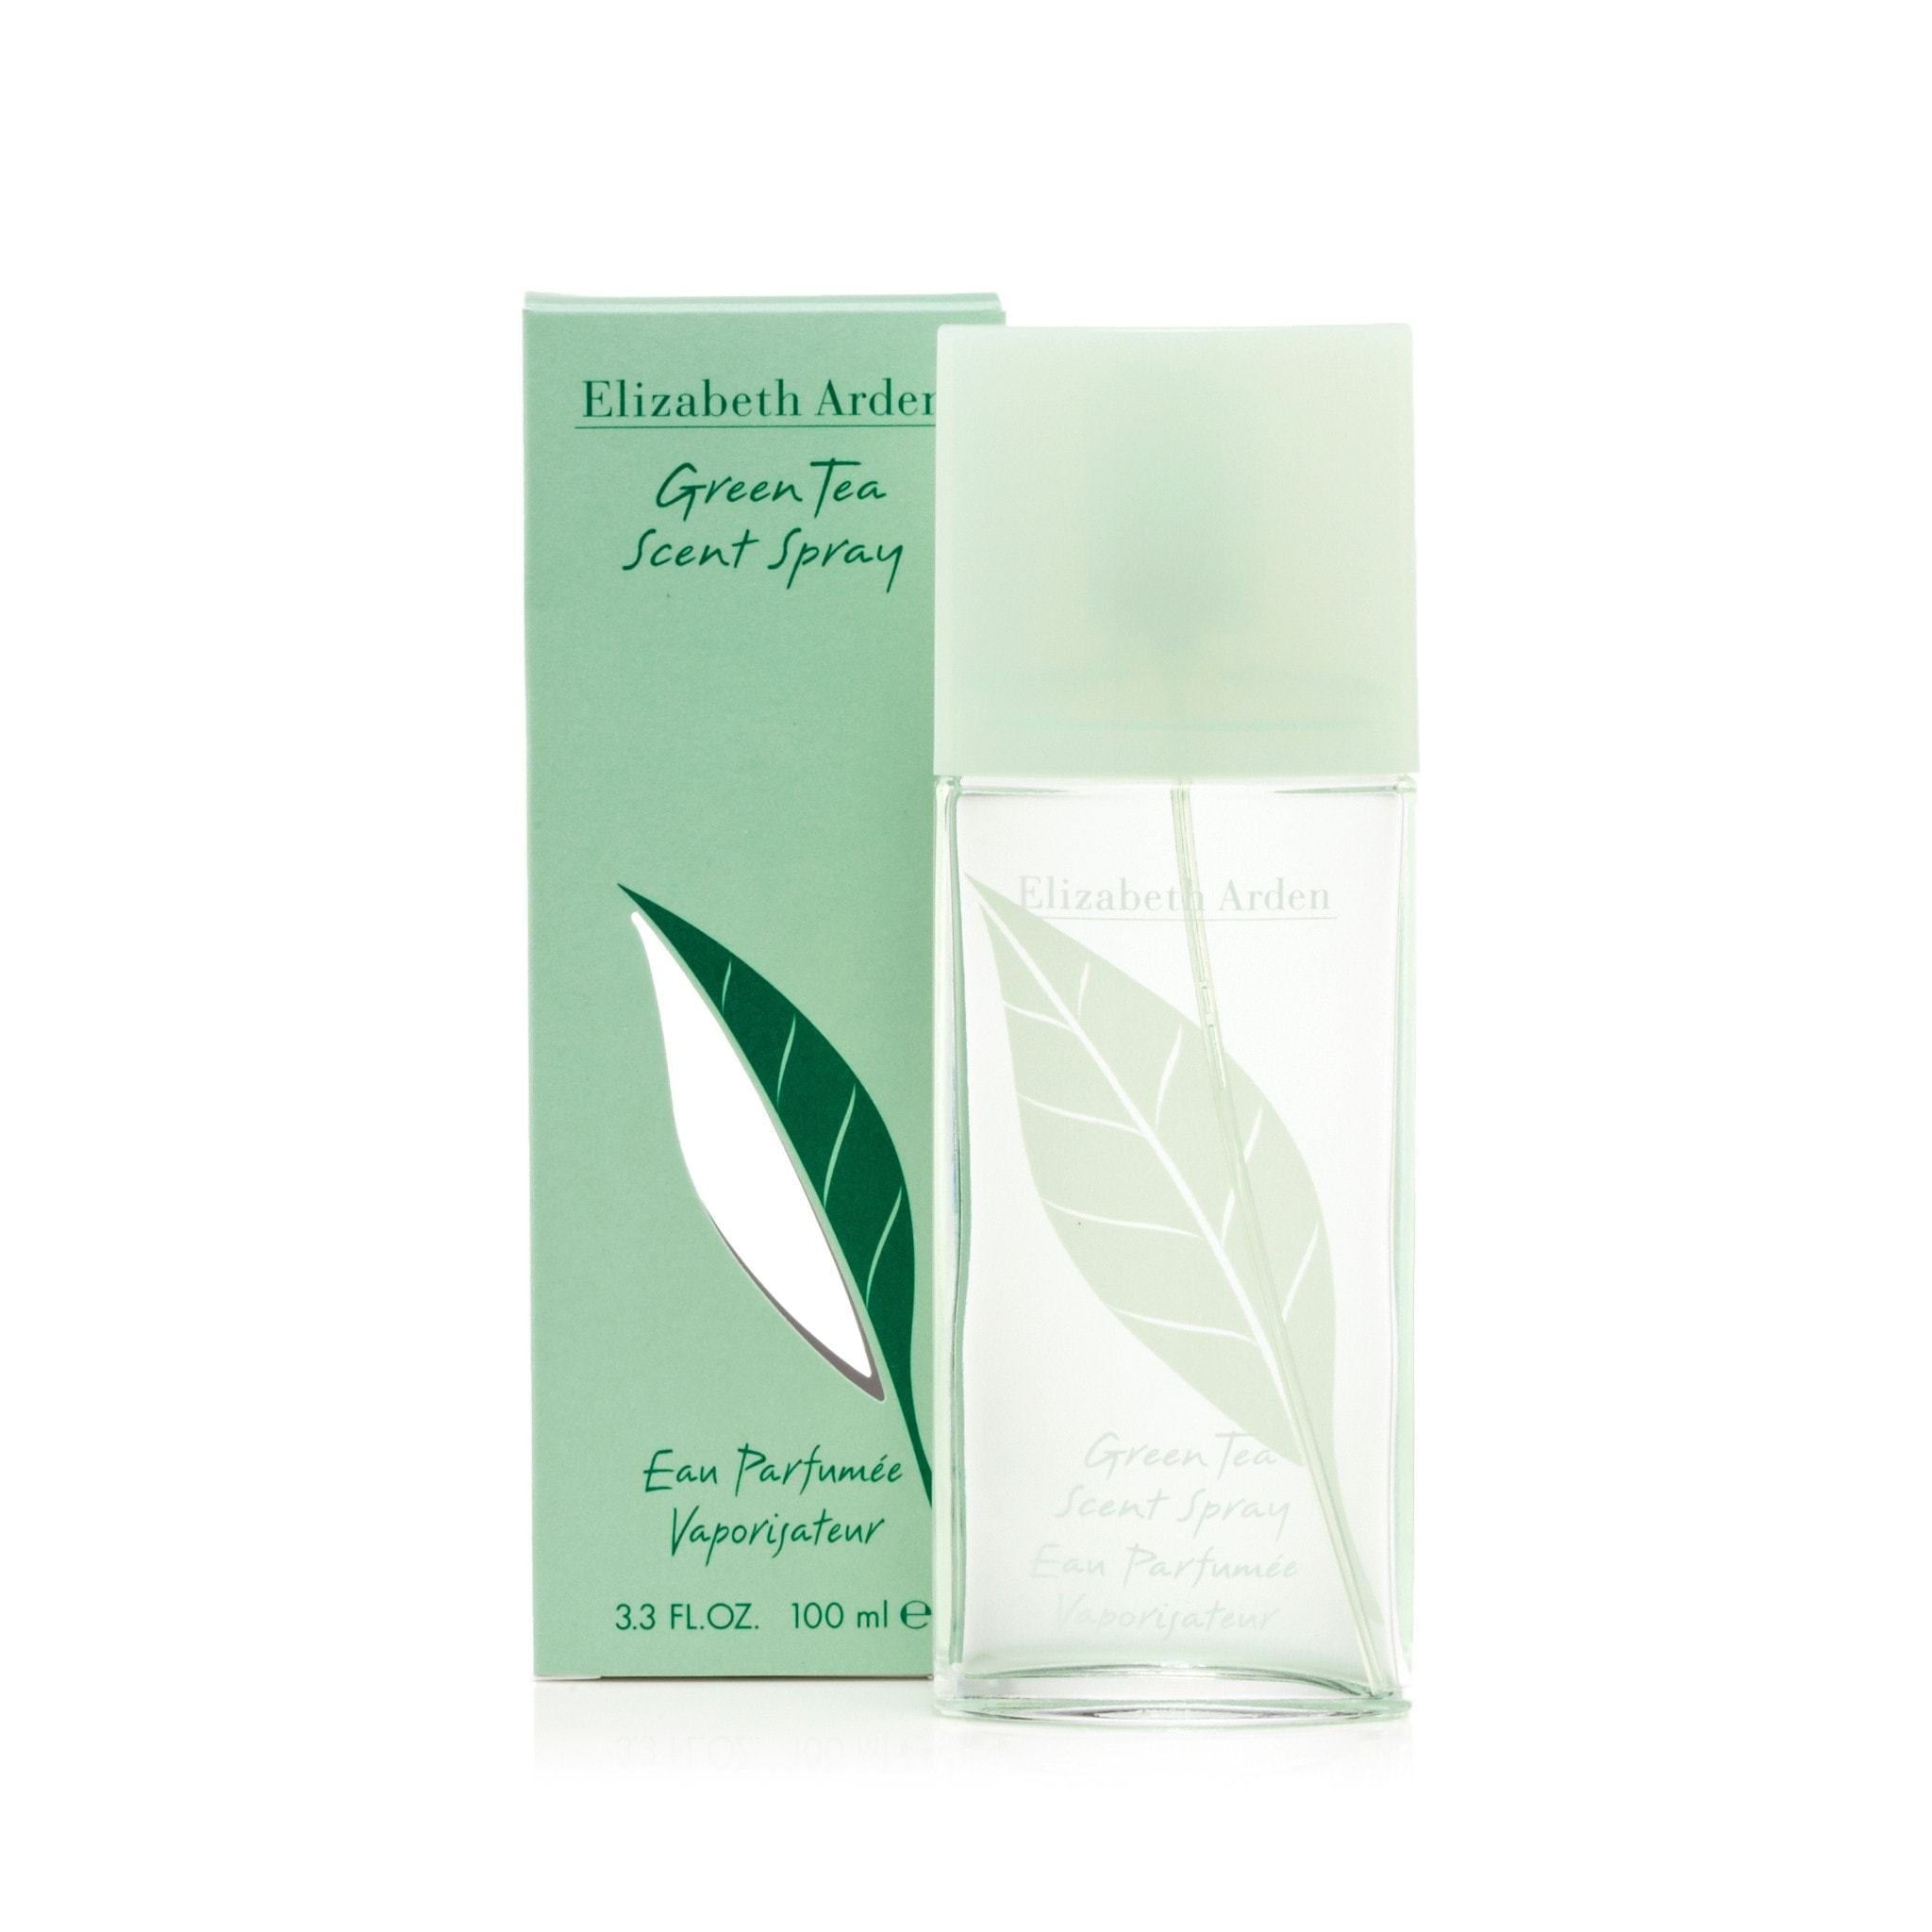 Elizabeth Arden
Green Tea
Scent Spray
Eau Parfumée
Vaporisateur
3.3 FL.OZ. 100 ml ℮
Elizabeth Arden
Green Tea
Scent Spray
Eau Parfumée
Vaporisateur